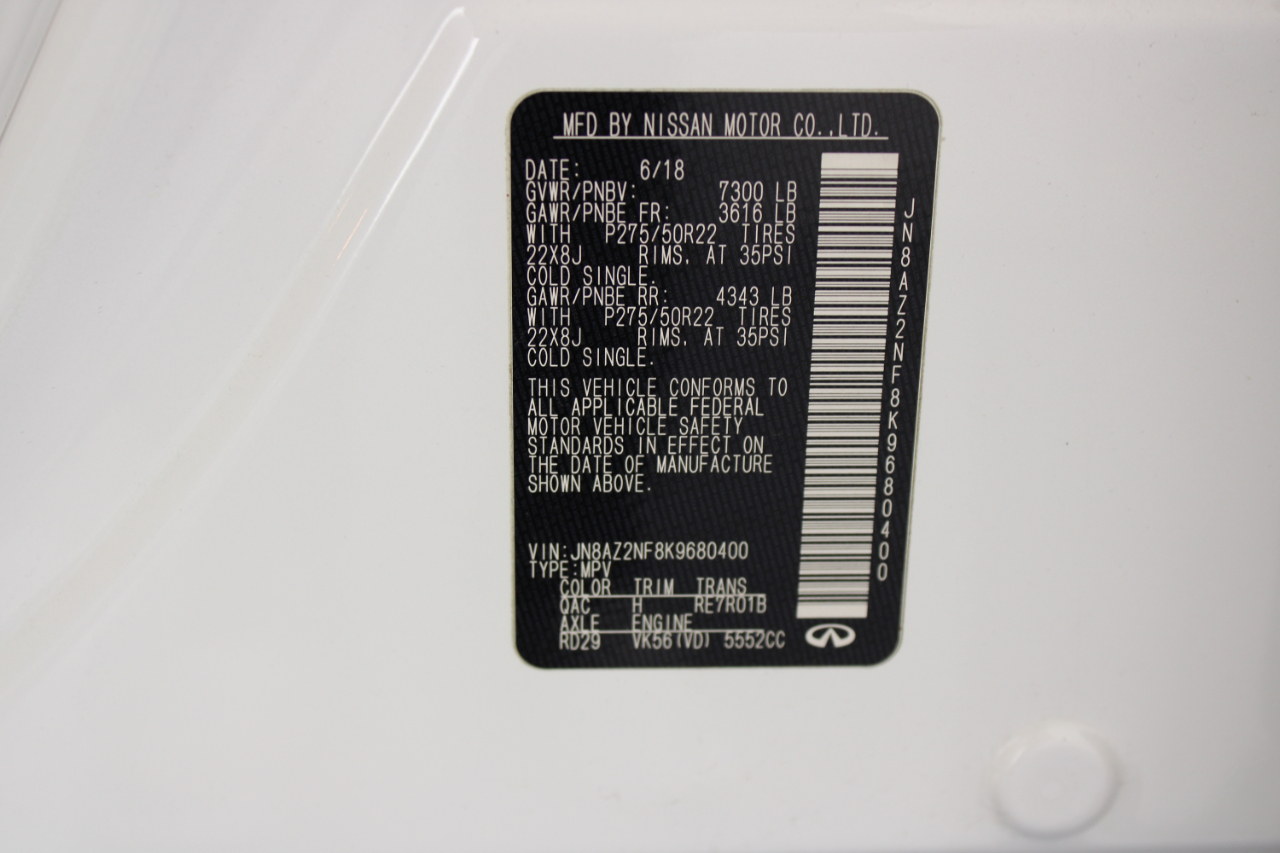 MFD BY NISSAN MOTOR CO.,LTD.
DATE: 6/18
GVWR/PNBV: 7300 LB
GAWR/PNBE FR: 3616 LB
WITH P275/50R22 TIRES
22X8J RIMS. AT 35PSI
COLD SINGLE.
GAWR/PNBE RR: 4343 LB
WITH P275/50R22 TIRES
22X8J RIMS. AT 35PSI
COLD SINGLE.
THIS VEHICLE CONFORMS TO
ALL APPLICABLE FEDERAL
MOTOR VEHICLE SAFETY
STANDARDS IN EFFECT ON
THE DATE OF MANUFACTURE
SHOWN ABOVE.
VIN:JN8AZ2NF8K9680400
TYPE:MPV
COLOR TRIM TRANS
QAC H RE7R01B
AXLE ENGINE
RD29 VK56(VD) 5552CC
JN8AZ2NF8K9680400